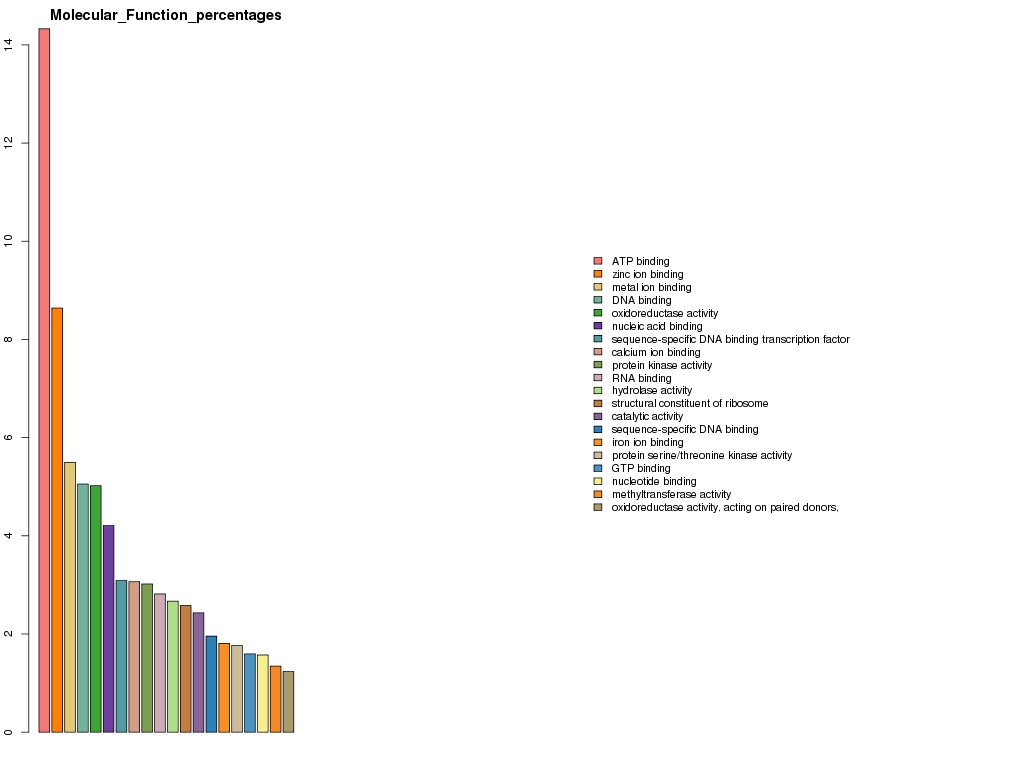 Molecular_Function_percentages
14
12
10
8
6
4
2
0
ATP binding
zinc ion binding
metal ion binding
DNA binding
oxidoreductase activity
nucleic acid binding
sequence-specific DNA binding transcription factor
calcium ion binding
protein kinase activity
RNA binding
hydrolase activity
structural constituent of ribosome
catalytic activity
sequence-specific DNA binding
iron ion binding
protein serine/threonine kinase activity
GTP binding
nucleotide binding
methyltransferase activity
oxidoreductase activity, acting on paired donors,